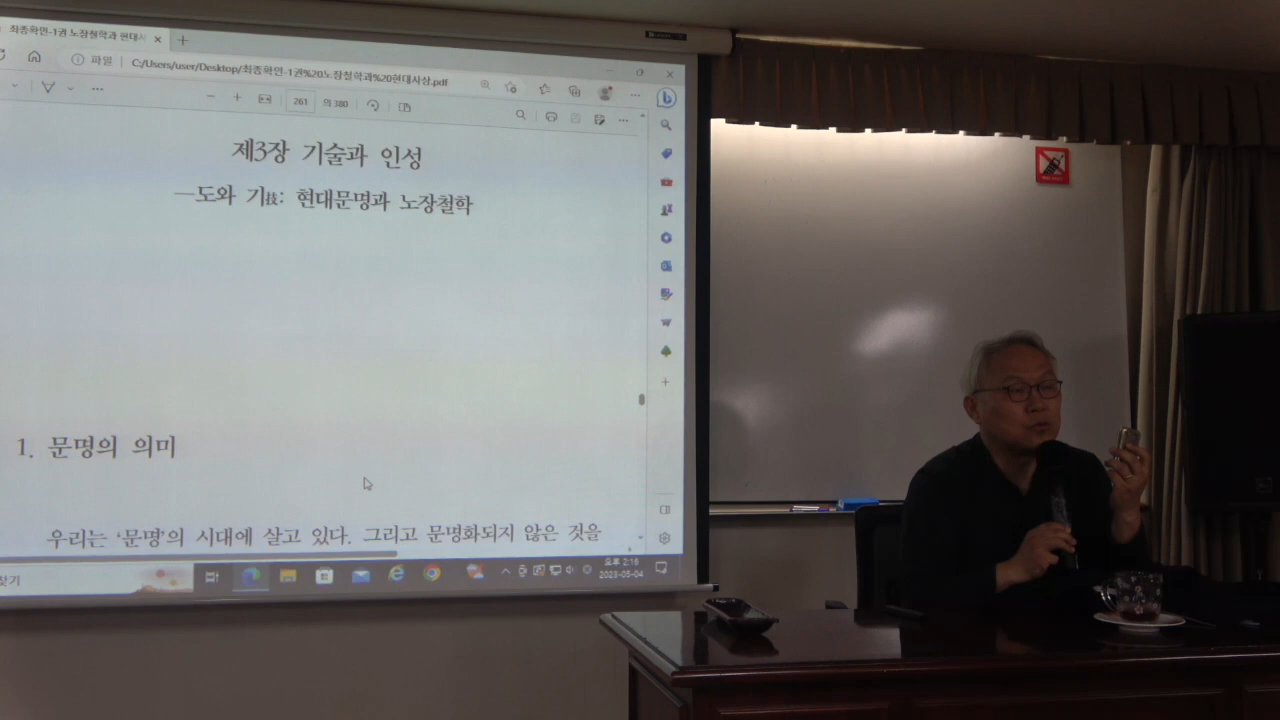 최종확인-1권 노장철학과 현대사
파일 C:/Users/user/Desktop/최종확인-1권%20노장철학과%20현대사상.pdf
261 의 380
제3장 기술과 인성
—도와 기技: 현대문명과 노장철학
1. 문명의 의미
우리는 ‘문명’의 시대에 살고 있다. 그리고 문명화되지 않은 것을
찾기
오후 2:16
2023-05-04